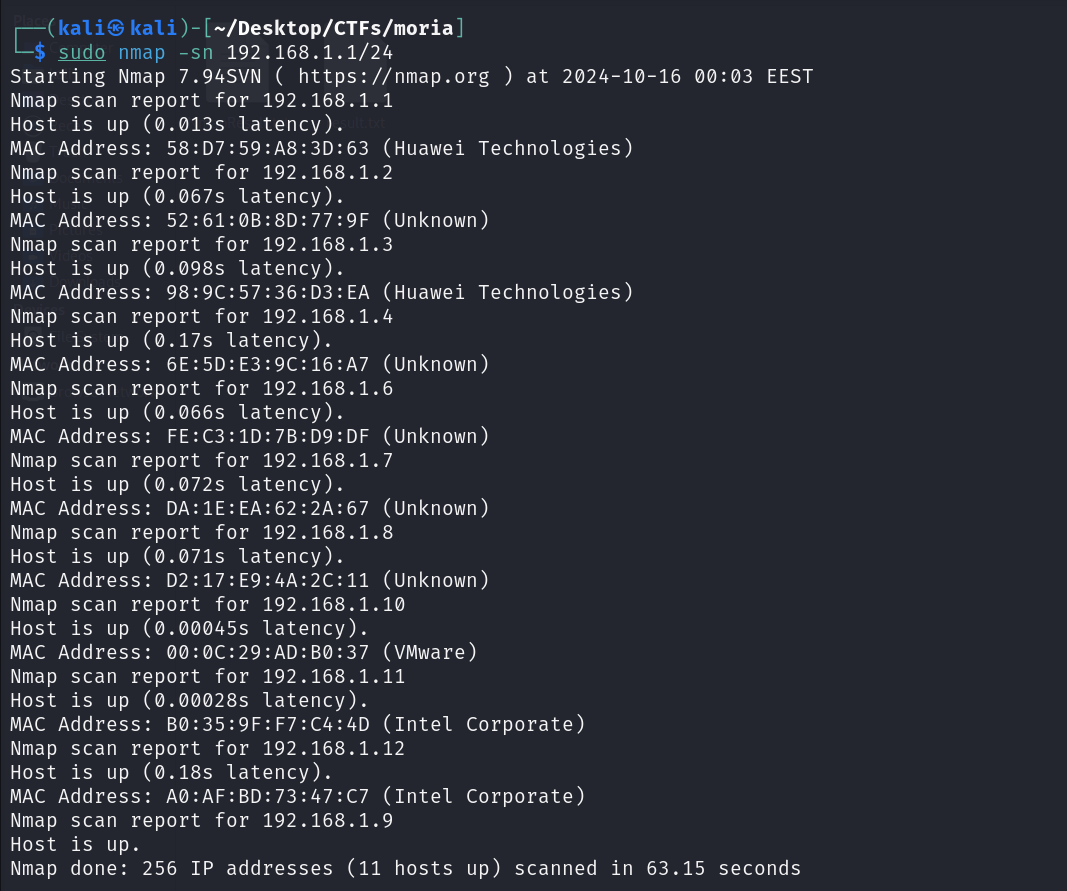 ┌──(kali㉿kali)-[~/Desktop/CTFs/moria]
└─$ sudo nmap -sn 192.168.1.1/24
Starting Nmap 7.94SVN ( https://nmap.org ) at 2024-10-16 00:03 EEST
Nmap scan report for 192.168.1.1
Host is up (0.013s latency).
MAC Address: 58:D7:59:A8:3D:63 (Huawei Technologies)
Nmap scan report for 192.168.1.2
Host is up (0.067s latency).
MAC Address: 52:61:0B:8D:77:9F (Unknown)
Nmap scan report for 192.168.1.3
Host is up (0.098s latency).
MAC Address: 98:9C:57:36:D3:EA (Huawei Technologies)
Nmap scan report for 192.168.1.4
Host is up (0.17s latency).
MAC Address: 6E:5D:E3:9C:16:A7 (Unknown)
Nmap scan report for 192.168.1.6
Host is up (0.066s latency).
MAC Address: FE:C3:1D:7B:D9:DF (Unknown)
Nmap scan report for 192.168.1.7
Host is up (0.072s latency).
MAC Address: DA:1E:EA:62:2A:67 (Unknown)
Nmap scan report for 192.168.1.8
Host is up (0.071s latency).
MAC Address: D2:17:E9:4A:2C:11 (Unknown)
Nmap scan report for 192.168.1.10
Host is up (0.00045s latency).
MAC Address: 00:0C:29:AD:B0:37 (VMware)
Nmap scan report for 192.168.1.11
Host is up (0.00028s latency).
MAC Address: B0:35:9F:F7:C4:4D (Intel Corporate)
Nmap scan report for 192.168.1.12
Host is up (0.18s latency).
MAC Address: A0:AF:BD:73:47:C7 (Intel Corporate)
Nmap scan report for 192.168.1.9
Host is up.
Nmap done: 256 IP addresses (11 hosts up) scanned in 63.15 seconds